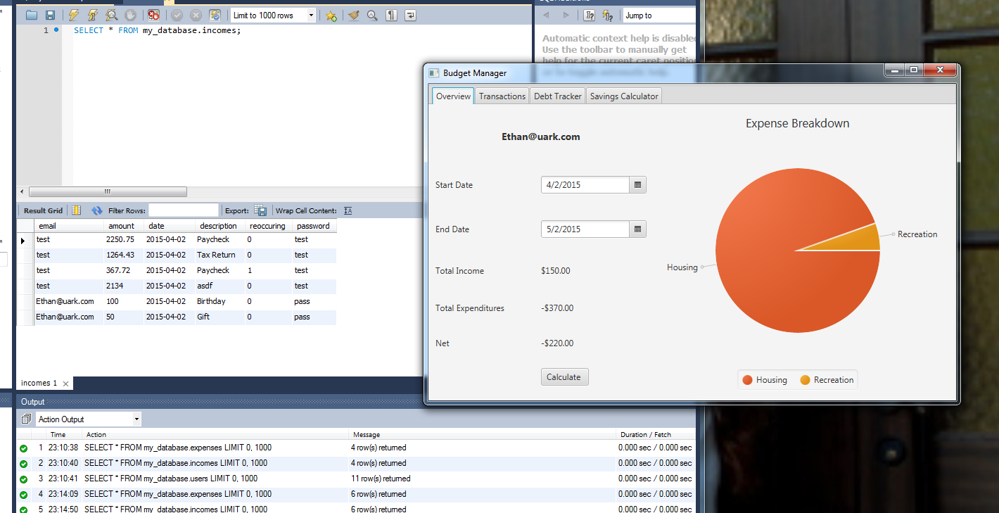 Limit to 1000 rows
Jump to
1 SELECT * FROM my_database.incomes;
Automatic context help is disabled
Use the toolbar to manually get
help for the current caret position
or to toggle automatic help.
Result Grid Filter Rows: Export: Wrap Cell Content:
email amount date description reoccuring password
test 2250.75 2015-04-02 Paycheck 0 test
test 1264.43 2015-04-02 Tax Return 0 test
test 367.72 2015-04-02 Paycheck 1 test
test 2134 2015-04-02 asdf 0 test
Ethan@uark.com 100 2015-04-02 Birthday 0 pass
Ethan@uark.com 50 2015-04-02 Gift 0 pass
incomes 1
Budget Manager
Overview Transactions Debt Tracker Savings Calculator
Ethan@uark.com
Start Date 4/2/2015
End Date 5/2/2015
Total Income $150.00
Total Expenditures -$370.00
Net -$220.00
Calculate
Expense Breakdown
Recreation
Housing
Housing Recreation
Output
Action Output
Time Action Message Duration / Fetch
1 23:10:38 SELECT * FROM my_database.expenses LIMIT 0, 1000 4 row(s) returned 0.000 sec / 0.000 sec
2 23:10:40 SELECT * FROM my_database.incomes LIMIT 0, 1000 4 row(s) returned 0.000 sec / 0.000 sec
3 23:10:41 SELECT * FROM my_database.users LIMIT 0, 1000 11 row(s) returned 0.000 sec / 0.000 sec
4 23:14:09 SELECT * FROM my_database.expenses LIMIT 0, 1000 6 row(s) returned 0.000 sec / 0.000 sec
5 23:14:50 SELECT * FROM my_database.incomes LIMIT 0, 1000 6 row(s) returned 0.000 sec / 0.000 sec